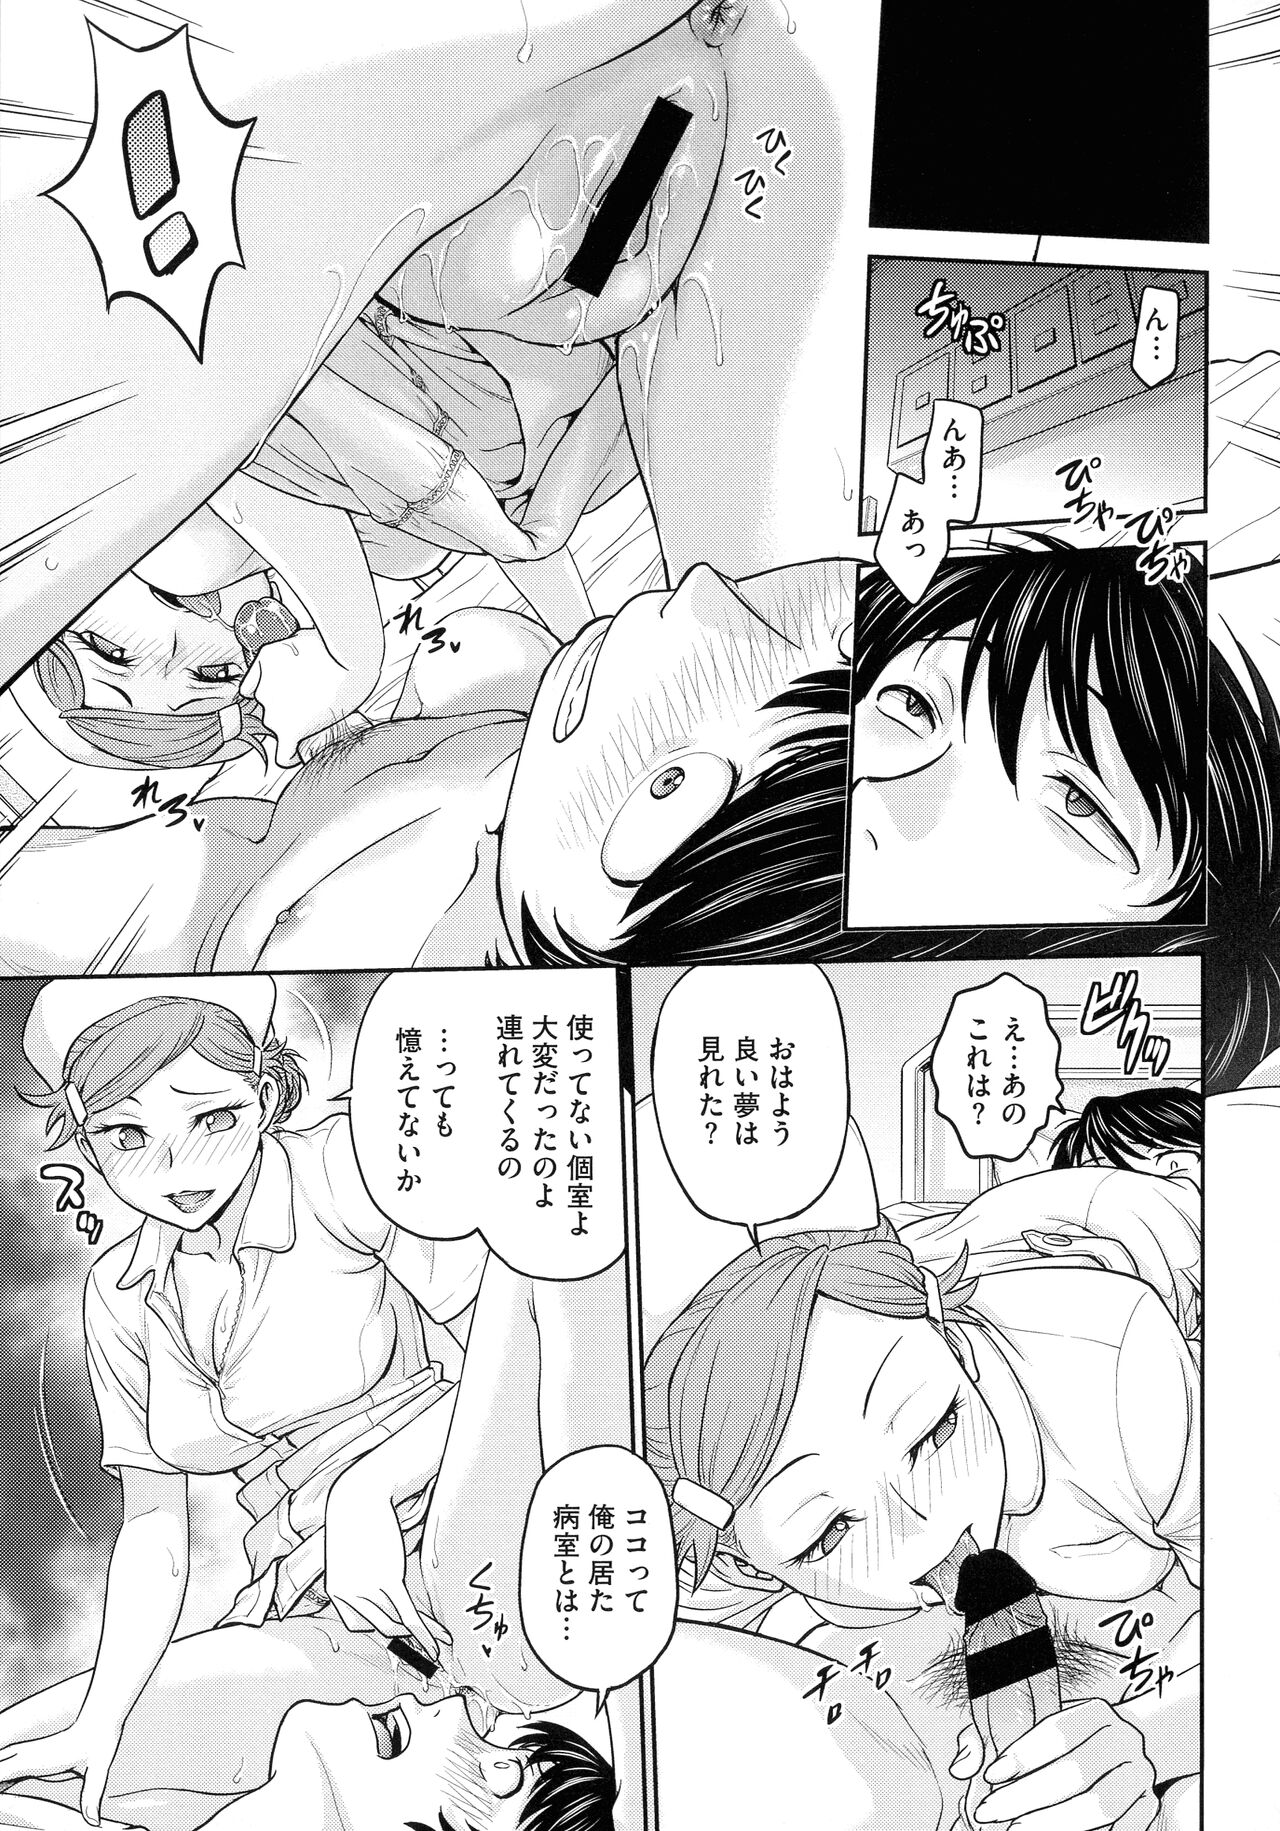 ん…
ちゅぷ
んあ…
あっ
ぴちゃ
ぴちゃ
ひく
ひく
！
れろ
れろ
ビクッ
え…あの
これは？
おはよう
良い夢は
見れた？
チロ
チロ
ぴちゃ
使ってない個室よ
大変だったのよ
連れてくるの
…っても
憶えてないか
スッ
ココって
俺の居た
病室とは…
くちゅ